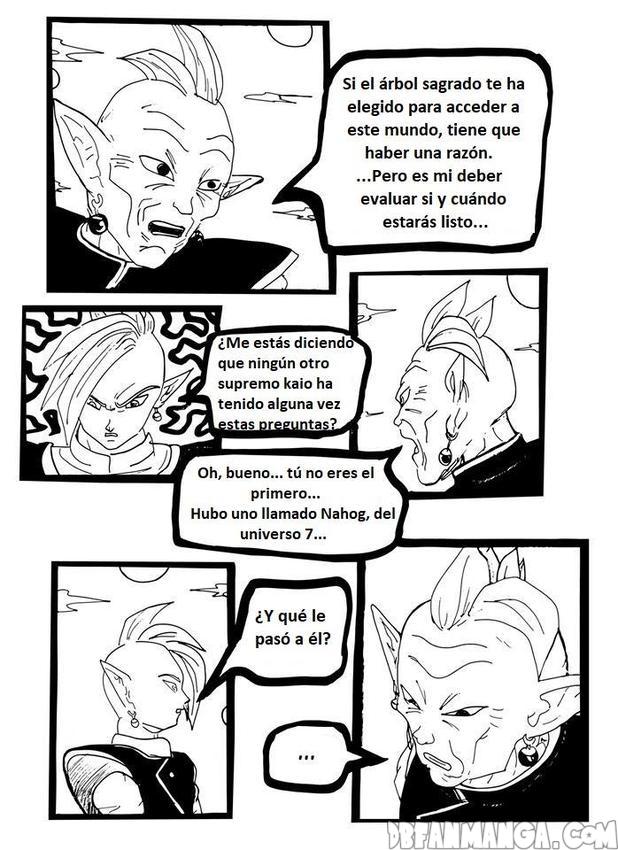 Si el árbol sagrado te ha
elegido para acceder a
este mundo, tiene que
haber una razón.
...Pero es mi deber
evaluar si y cuándo
estarás listo...
¿Me estás diciendo
que ningún otro
supremo kaio ha
tenido alguna vez
estas preguntas?
Oh, bueno... tú no eres el
primero...
Hubo uno llamado Nahog, del
universo 7...
¿Y qué le
pasó a él?
...
DBFANMANGA.COM